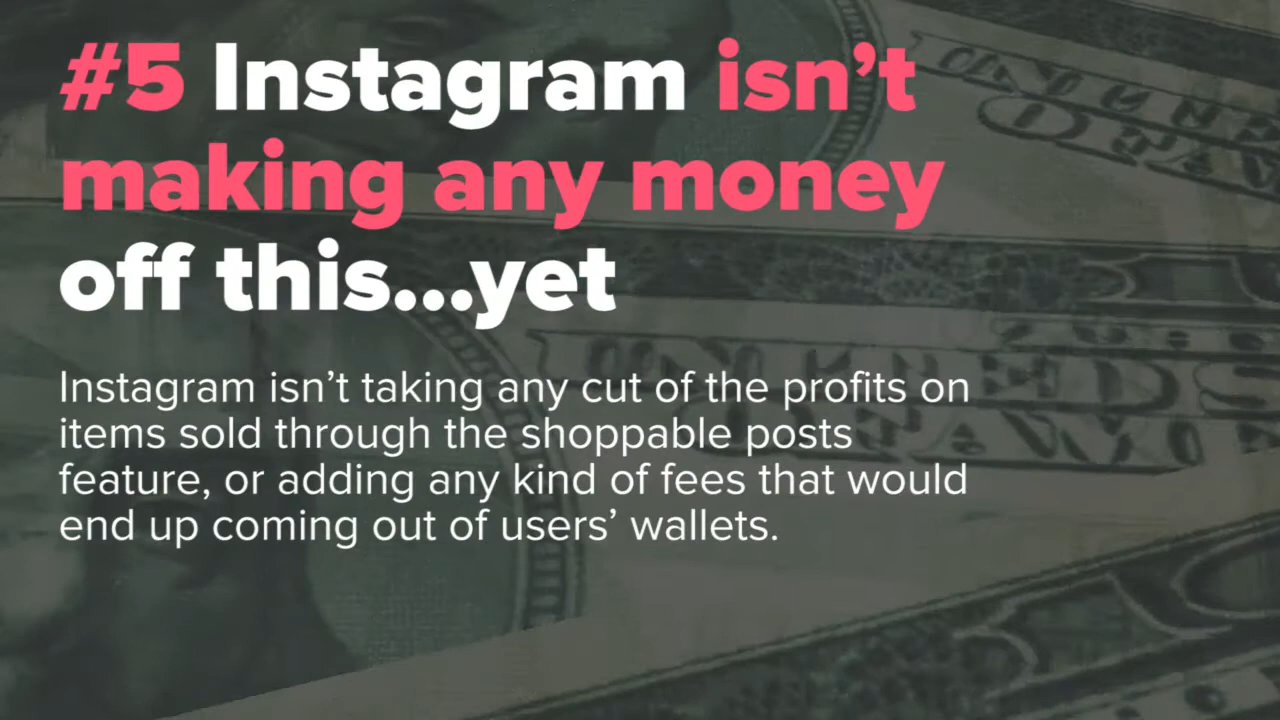 #5 Instagram isn’t
making any money
off this...yet
Instagram isn’t taking any cut of the profits on
items sold through the shoppable posts
feature, or adding any kind of fees that would
end up coming out of users’ wallets.